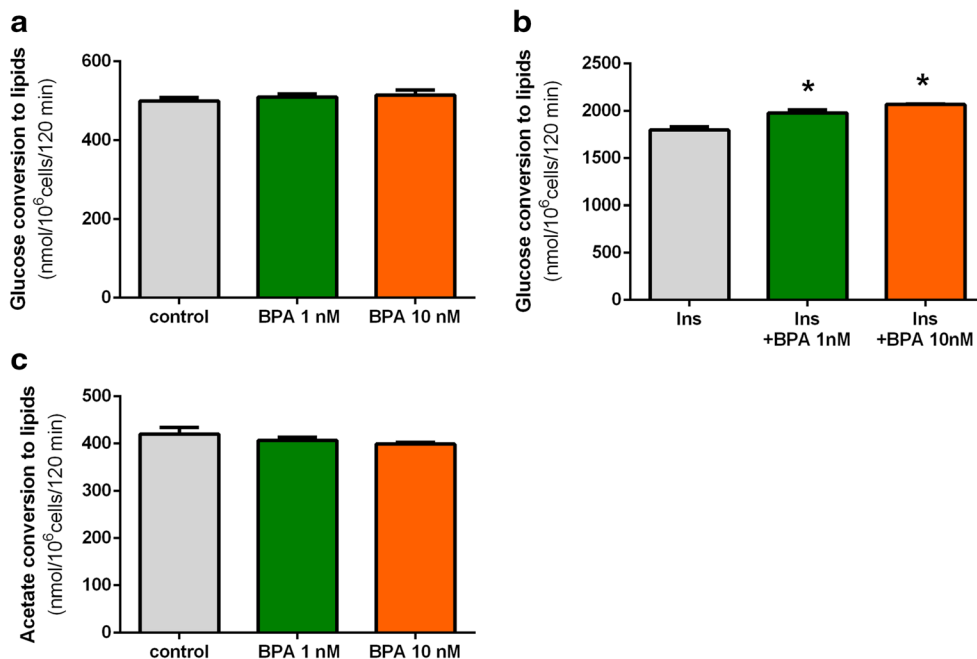 a
Glucose conversion to lipids
(nmol/10⁶cells/120 min)
600
400
200
0
control
BPA 1 nM
BPA 10 nM
b
Glucose conversion to lipids
(nmol/10⁶cells/120 min)
2500
2000
1500
1000
500
0
*
*
Ins
Ins
+BPA 1nM
Ins
+BPA 10nM
c
Acetate conversion to lipids
(nmol/10⁶cells/120 min)
500
400
300
200
100
0
control
BPA 1 nM
BPA 10 nM